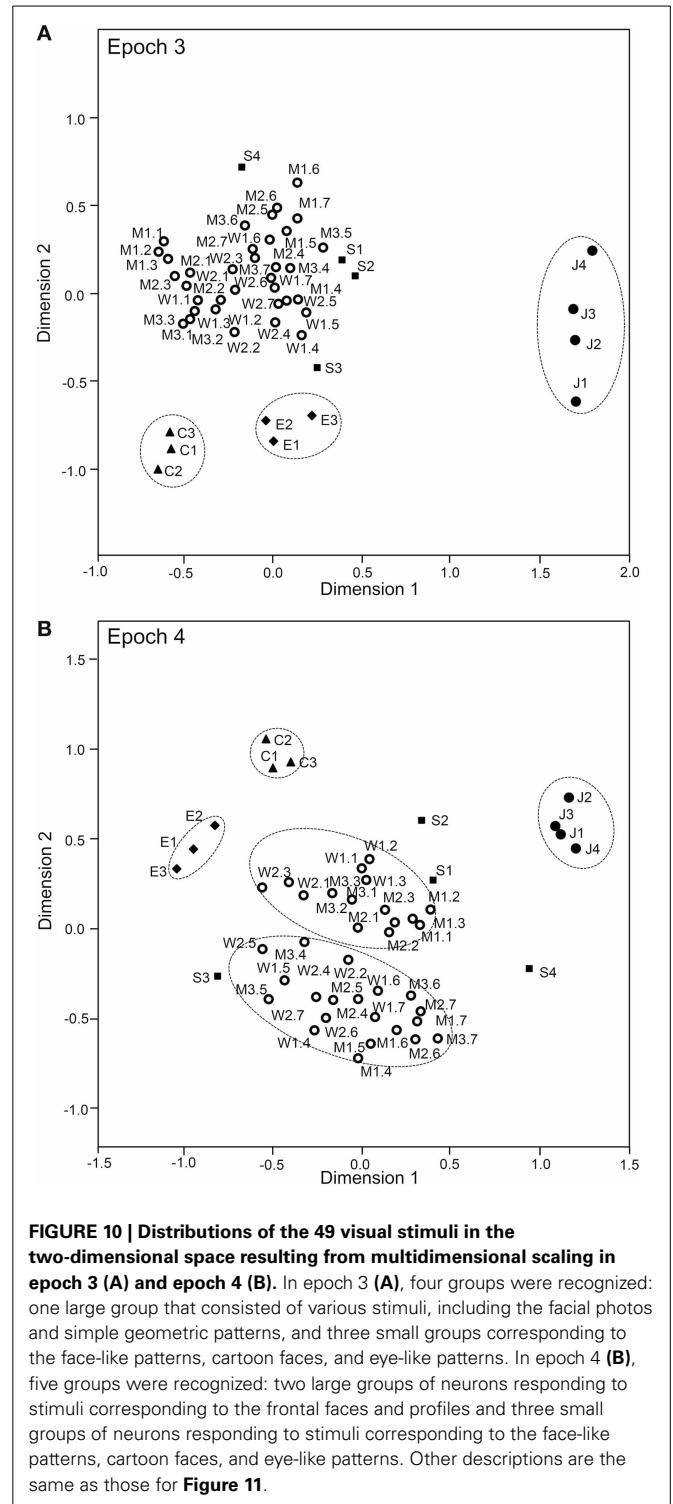 A
Epoch 3
1.0
0.5
0.0
-0.5
-1.0
Dimension 2
S4
M1.6
M2.6
M2.5
M1.7
M3.6
M1.1
M1.2
M1.3
M2.7
W1.6
M1.5
M3.5
S1
S2
M2.1
W2.3
M2.4
M3.4
M2.3
W2.1
M3.7
W1.7
M2.2
W2.6
M1.4
W1.1
W2.7
W2.5
M3.3
W1.3
W1.2
W1.5
M3.1
M3.2
W2.4
W2.2
W1.4
S3
J4
J3
J2
J1
E2
E3
E1
C3
C1
C2
-1.0
-0.5
0.0
0.5
1.0
1.5
2.0
Dimension 1
B
Epoch 4
1.5
1.0
0.5
0.0
-0.5
-1.0
Dimension 2
C2
C1
C3
E2
E1
E3
S2
J2
J3
J1
J4
W1.2
W1.1
S1
W2.3
W2.1
M3.3
W1.3
M3.1
M1.2
M3.2
M2.3
M2.1
M1.3
M1.1
M2.2
W2.5
M3.4
S3
W1.5
W2.4
W2.2
S4
M3.5
M2.5
W1.6
M3.6
W2.7
M2.4
W1.7
M2.7
M1.7
W2.6
W1.4
M1.5
M1.6
M3.7
M2.6
M1.4
-1.5
-1.0
-0.5
0.0
0.5
1.0
1.5
Dimension 1
FIGURE 10 | Distributions of the 49 visual stimuli in the
two-dimensional space resulting from multidimensional scaling in
epoch 3 (A) and epoch 4 (B). In epoch 3 (A), four groups were recognized:
one large group that consisted of various stimuli, including the facial photos
and simple geometric patterns, and three small groups corresponding to
the face-like patterns, cartoon faces, and eye-like patterns. In epoch 4 (B),
five groups were recognized: two large groups of neurons responding to
stimuli corresponding to the frontal faces and profiles and three small
groups of neurons responding to stimuli corresponding to the face-like
patterns, cartoon faces, and eye-like patterns. Other descriptions are the
same as those for Figure 11.